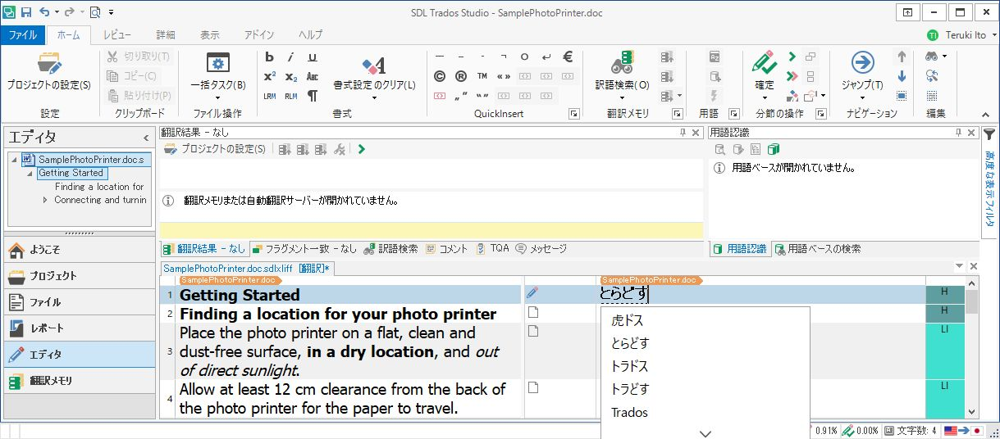 SDL Trados Studio - SamplePhotoPrinter.doc
ファイル ホーム レビュー 詳細 表示 アドイン ヘルプ
TI Teruki Ito
プロジェクトの設定(S)
設定
切り取り(T)
コピー(C)
貼り付け(P)
クリップボード
一括タスク(B)
ファイル操作
b i u
x² x₂ ABC
LRM RLM ¶
書式設定のクリア(L)
書式
— – - ¬ o ↵ €
© ® ™ «»
„ ” “ “ «»
QuickInsert
訳語検索(O)
翻訳メモリ
用語
確定
分節の操作
ジャンプ(T)
ナビゲーション
編集
エディタ
SamplePhotoPrinter.doc.s
Getting Started
Finding a location for
Connecting and turnin
ようこそ
プロジェクト
ファイル
レポート
エディタ
翻訳メモリ
翻訳結果 - なし
プロジェクトの設定(S)
翻訳メモリまたは自動翻訳サーバーが開かれていません。
翻訳結果 - なし フラグメント一致 - なし 訳語検索 コメント TQA メッセージ
用語認識
用語ベースが開かれていません。
用語認識 用語ベースの検索
高度な表示フィルタ
SamplePhotoPrinter.doc.sdlxliff [翻訳]*
SamplePhotoPrinter.doc SamplePhotoPrinter.doc
1 Getting Started とらどす H
2 Finding a location for your photo printer H
3 Place the photo printer on a flat, clean and LI
dust-free surface, in a dry location, and out
of direct sunlight.
4 Allow at least 12 cm clearance from the back of LI
the photo printer for the paper to travel.
虎ドス
とらどす
トラドス
トラどす
Trados
0.91% 0.00% 文字数: 4